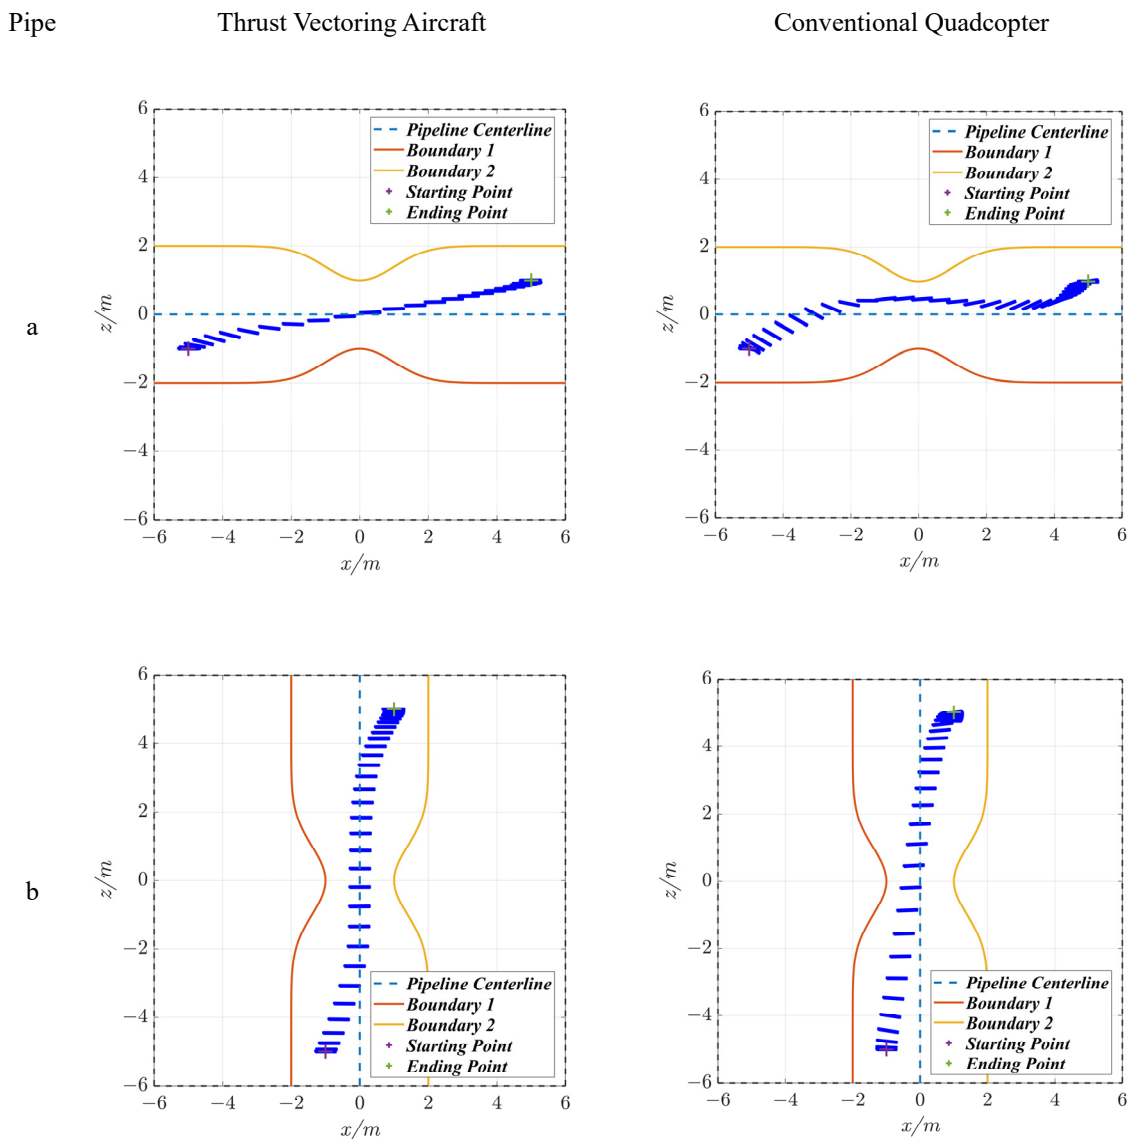 Pipe Thrust Vectoring Aircraft Conventional Quadcopter
a
6
4
2
0
−2
−4
−6
z/m
−6 −4 −2 0 2 4 6
x/m
Pipeline Centerline
Boundary 1
Boundary 2
Starting Point
Ending Point
6
4
2
0
−2
−4
−6
z/m
−6 −4 −2 0 2 4 6
x/m
Pipeline Centerline
Boundary 1
Boundary 2
Starting Point
Ending Point
b
6
4
2
0
−2
−4
−6
z/m
−6 −4 −2 0 2 4 6
x/m
Pipeline Centerline
Boundary 1
Boundary 2
Starting Point
Ending Point
6
4
2
0
−2
−4
−6
z/m
−6 −4 −2 0 2 4 6
x/m
Pipeline Centerline
Boundary 1
Boundary 2
Starting Point
Ending Point